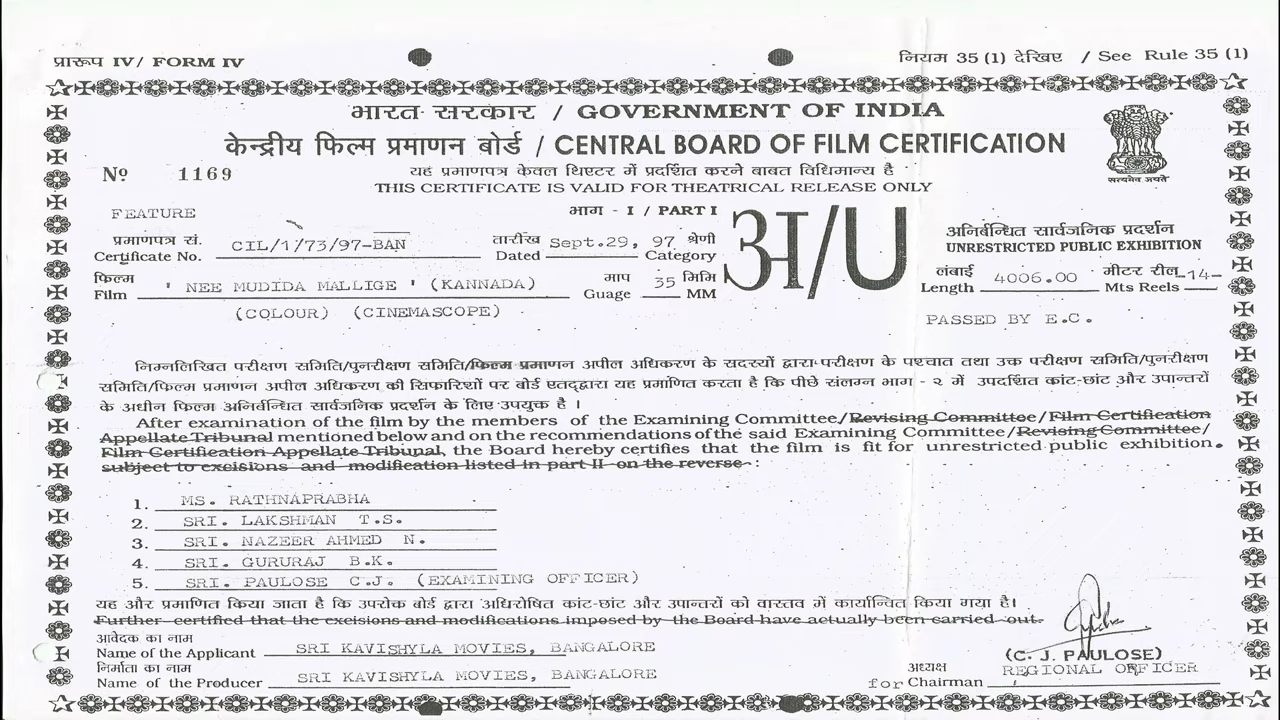 प्रारूप IV/ FORM IV
नियम 35 (1) देखिए / See Rule 35 (1)
भारत सरकार / GOVERNMENT OF INDIA
केन्द्रीय फिल्म प्रमाणन बोर्ड / CENTRAL BOARD OF FILM CERTIFICATION
सत्यमेव जयते
Nº 1169
यह प्रमाणपत्र केवल थिएटर में प्रदर्शित करने बाबत विधिमान्य है
THIS CERTIFICATE IS VALID FOR THEATRICAL RELEASE ONLY
FEATURE
भाग - I / PART I
अ/U
अनिर्बन्धित सार्वजनिक प्रदर्शन
UNRESTRICTED PUBLIC EXHIBITION
प्रमाणपत्र सं. CIL/1/73/97-BAN तारीख Sept.29, 97 श्रेणी
Certificate No. Dated Category
लंबाई 4006.00 मीटर रील -14-
Length Mts Reels
फिल्म ' NEE MUDIDA MALLIGE ' (KANNADA) माप 35 मिमि
Film Guage MM
(COLOUR) (CINEMASCOPE)
PASSED BY E.C.
निम्नलिखित परीक्षण समिति/पुनरीक्षण समिति/फिल्म प्रमाणन अपील अधिकरण के सदस्यों द्वारा परीक्षण के पश्चात तथा उक्त परीक्षण समिति/पुनरीक्षण
समिति/फिल्म प्रमाणन अपील अधिकरण की सिफारिशों पर बोर्ड एतद्द्वारा यह प्रमाणित करता है कि पीछे संलग्न भाग - २ में उपदर्शित कांट-छांट और उपान्तरों
के अधीन फिल्म अनिर्बन्धित सार्वजनिक प्रदर्शन के लिए उपयुक्त है ।
After examination of the film by the members of the Examining Committee/Revising Committee/Film Certification
Appellate Tribunal mentioned below and on the recommendations of the said Examining Committee/Revising Committee/
Film Certification Appellate Tribunal, the Board hereby certifies that the film is fit for unrestricted public exhibition.
subject to excisions and modification listed in part II on the reverse :
1. MS. RATHNAPRABHA
2. SRI. LAKSHMAN T.S.
3. SRI. NAZEER AHMED N.
4. SRI. GURURAJ B.K.
5. SRI. PAULOSE C.J. (EXAMINING OFFICER)
यह और प्रमाणित किया जाता है कि उपरोक बोर्ड द्वारा अधिरोषित कांट-छांट और उपान्तरों को वास्तव में कार्यान्वित किया गया है।
Further certified that the excisions and modifications imposed by the Board have actually been carried out.
आवेदक का नाम
Name of the Applicant SRI KAVISHYLA MOVIES, BANGALORE
निर्माता का नाम
Name of the Producer SRI KAVISHYLA MOVIES, BANGALORE
(C. J. PAULOSE)
अध्यक्ष REGIONAL OFFICER
for Chairman